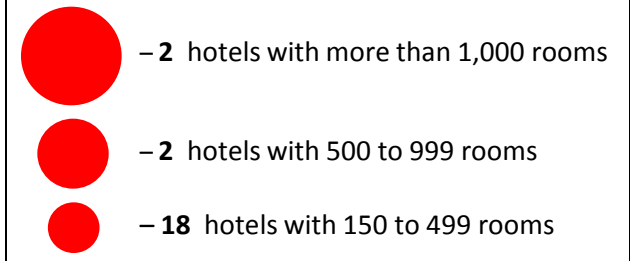 – 2 hotels with more than 1,000 rooms
– 2 hotels with 500 to 999 rooms
– 18 hotels with 150 to 499 rooms